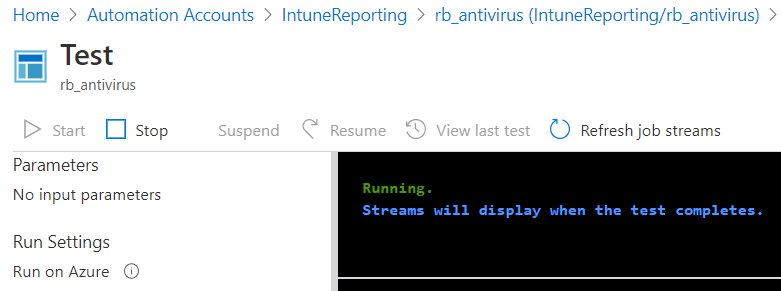 Home > Automation Accounts > IntuneReporting > rb_antivirus (IntuneReporting/rb_antivirus) >
Test
rb_antivirus
Start Stop Suspend Resume View last test Refresh job streams
Parameters
No input parameters
Running.
Streams will display when the test completes.
Run Settings
Run on Azure